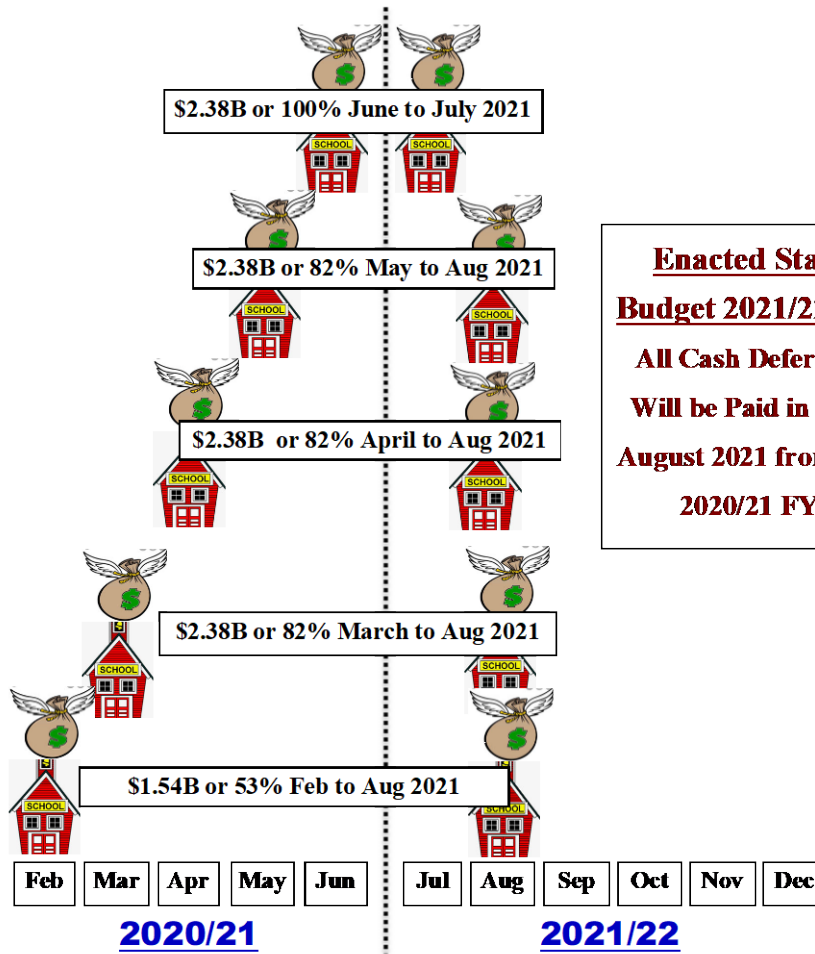 $2.38B or 100% June to July 2021
SCHOOL
SCHOOL
$2.38B or 82% May to Aug 2021
SCHOOL
SCHOOL
$2.38B or 82% April to Aug 2021
SCHOOL
SCHOOL
$2.38B or 82% March to Aug 2021
SCHOOL
SCHOOL
$1.54B or 53% Feb to Aug 2021
SCHOOL
SCHOOL
Enacted Sta
Budget 2021/2
All Cash Defer
Will be Paid in
August 2021 fro
2020/21 FY
Feb Mar Apr May Jun Jul Aug Sep Oct Nov Dec
2020/21 2021/22